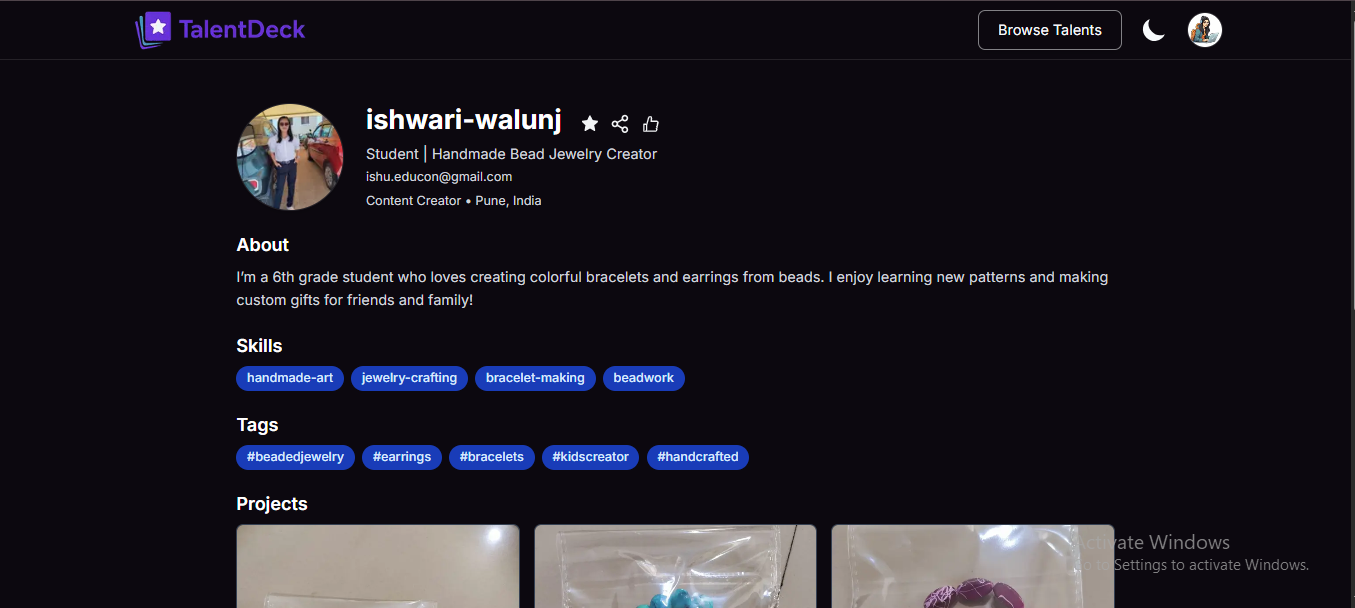 TalentDeck
Browse Talents
ishwari-walunj
Student | Handmade Bead Jewelry Creator
ishu.educon@gmail.com
Content Creator • Pune, India
About
I’m a 6th grade student who loves creating colorful bracelets and earrings from beads. I enjoy learning new patterns and making
custom gifts for friends and family!
Skills
handmade-art jewelry-crafting bracelet-making beadwork
Tags
#beadedjewelry #earrings #bracelets #kidscreator #handcrafted
Projects
Activate Windows
Go to Settings to activate Windows.